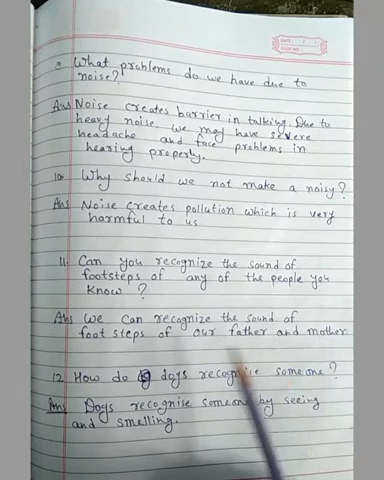 DATE: / /
PAGE NO.:
9. What problems do we have due to
noise?
Ans Noise creates barrier in talking. Due to
heavy noise, we may have severe
headache and face problems in
hearing properly.
10 Why should we not make a noisy?
Ans Noise creates pollution which is very
harmful to us
11. Can you recognize the sound of
footsteps of any of the people you
know ?
Ans We can recognize the sound of
foot steps of our father and mother
12 How do dogs recognise someone?
Ans Dogs recognise someone by seeing
and smelling.